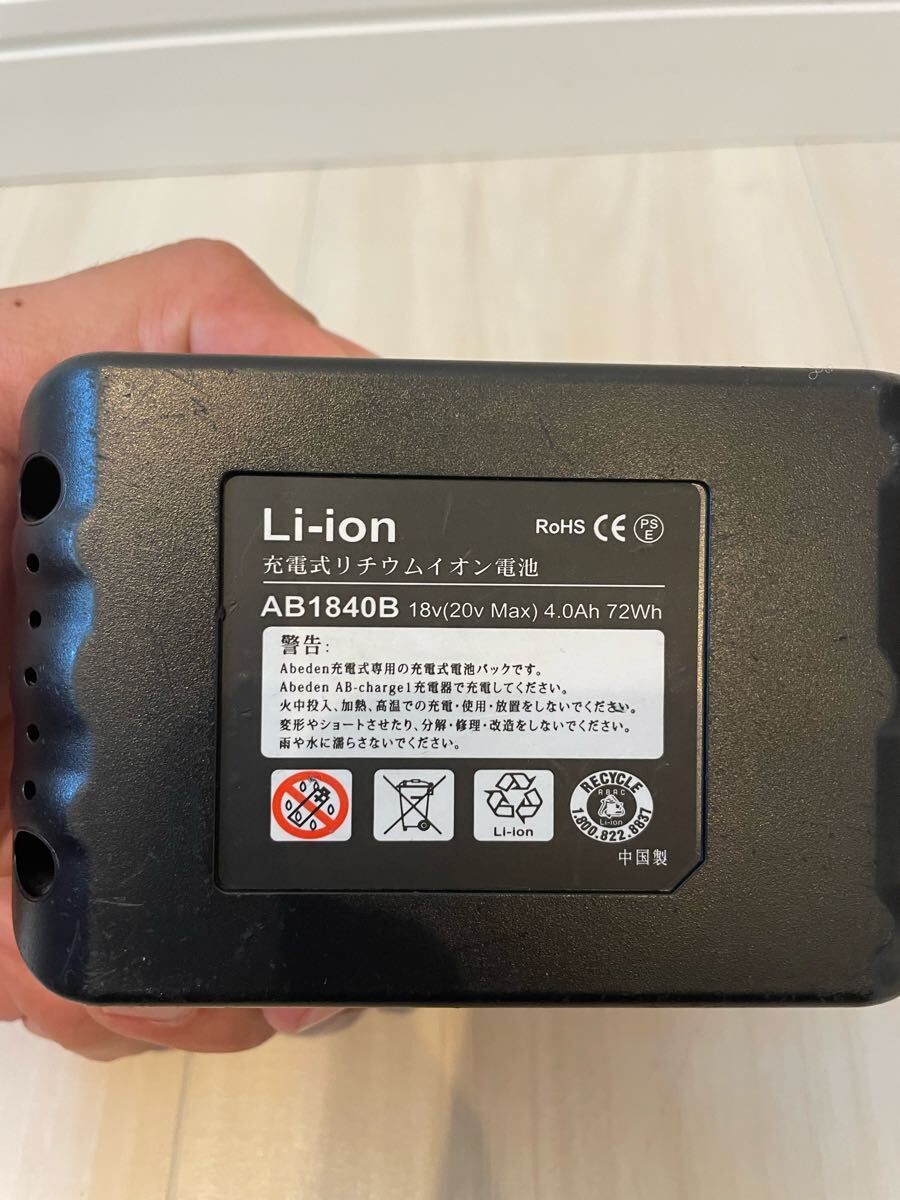 Li-ion
RoHS CE PSE
充電式リチウムイオン電池
AB1840B 18v(20v Max) 4.0Ah 72Wh
警告:
Abeden充電式専用の充電式電池パックです。
Abeden AB-charge1充電器で充電してください。
火中投入、加熱、高温での充電・使用・放置をしないでください。
変形やショートさせたり、分解・修理・改造をしないでください。
雨や水に濡らさないでください。
Li-ion
RECYCLE
RBRC
Li-ion
1.800.822.8837
中国製